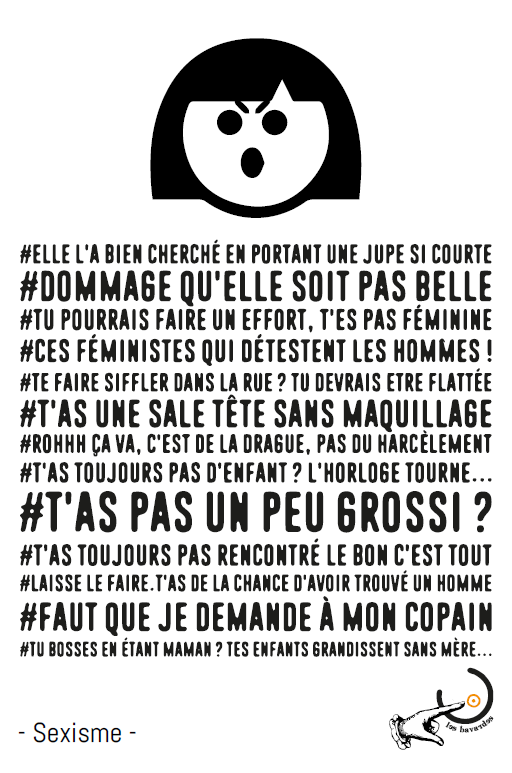 #ELLE L'A BIEN CHERCHÉ EN PORTANT UNE JUPE SI COURTE
#DOMMAGE QU'ELLE SOIT PAS BELLE
#TU POURRAIS FAIRE UN EFFORT, T'ES PAS FÉMININE
#CES FÉMINISTES QUI DÉTESTENT LES HOMMES !
#TE FAIRE SIFFLER DANS LA RUE ? TU DEVRAIS ETRE FLATTÉE
#T'AS UNE SALE TÊTE SANS MAQUILLAGE
#ROHHH ÇA VA, C'EST DE LA DRAGUE, PAS DU HARCÈLEMENT
#T'AS TOUJOURS PAS D'ENFANT ? L'HORLOGE TOURNE...
#T'AS PAS UN PEU GROSSI ?
#T'AS TOUJOURS PAS RENCONTRÉ LE BON C'EST TOUT
#LAISSE LE FAIRE.T'AS DE LA CHANCE D'AVOIR TROUVÉ UN HOMME
#FAUT QUE JE DEMANDE À MON COPAIN
#TU BOSSES EN ÉTANT MAMAN ? TES ENFANTS GRANDISSENT SANS MÈRE...
los bavardos
- Sexisme -